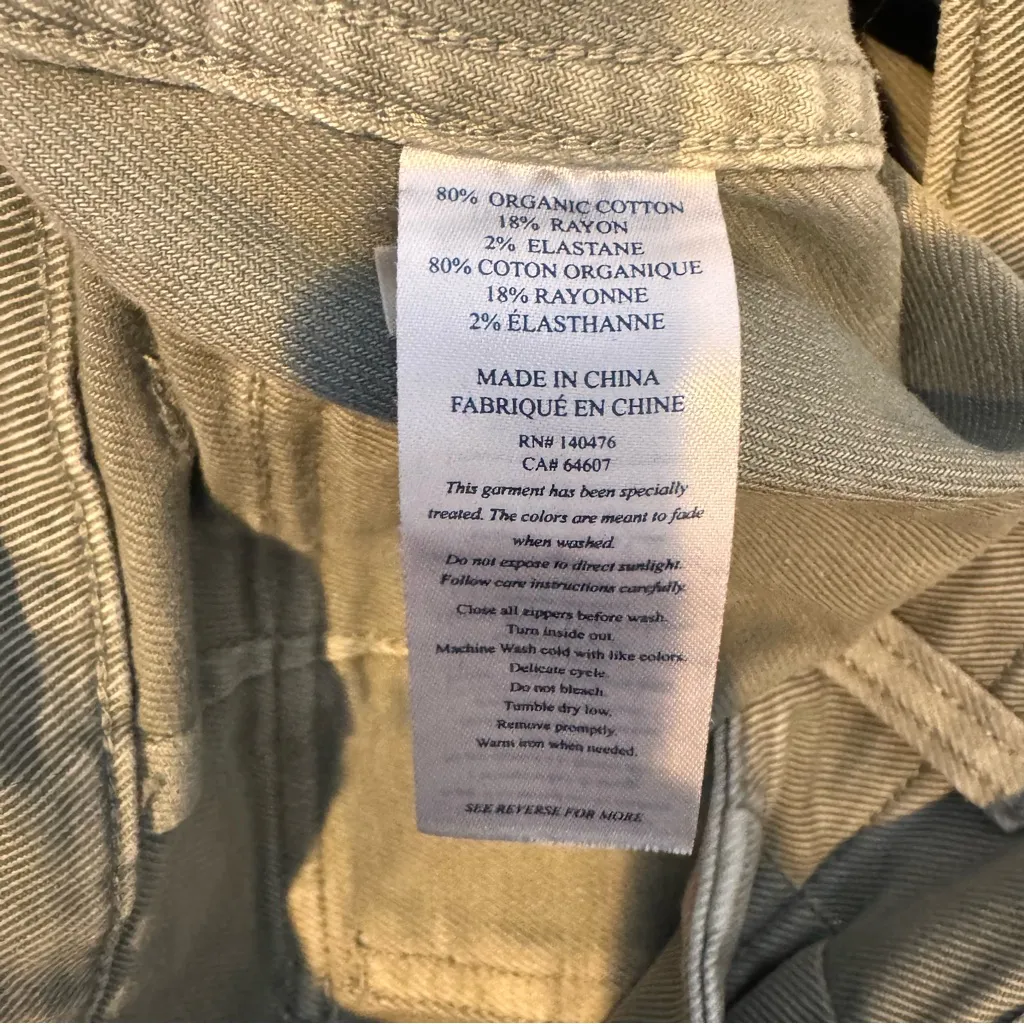 80% ORGANIC COTTON
18% RAYON
2% ELASTANE
80% COTON ORGANIQUE
18% RAYONNE
2% ÉLASTHANNE
MADE IN CHINA
FABRIQUÉ EN CHINE
RN# 140476
CA# 64607
This garment has been specially
treated. The colors are meant to fade
when washed.
Do not expose to direct sunlight.
Follow care instructions carefully.
Close all zippers before wash.
Turn inside out.
Machine Wash cold with like colors.
Delicate cycle.
Do not bleach.
Tumble dry low.
Remove promptly.
Warm iron when needed.
SEE REVERSE FOR MORE